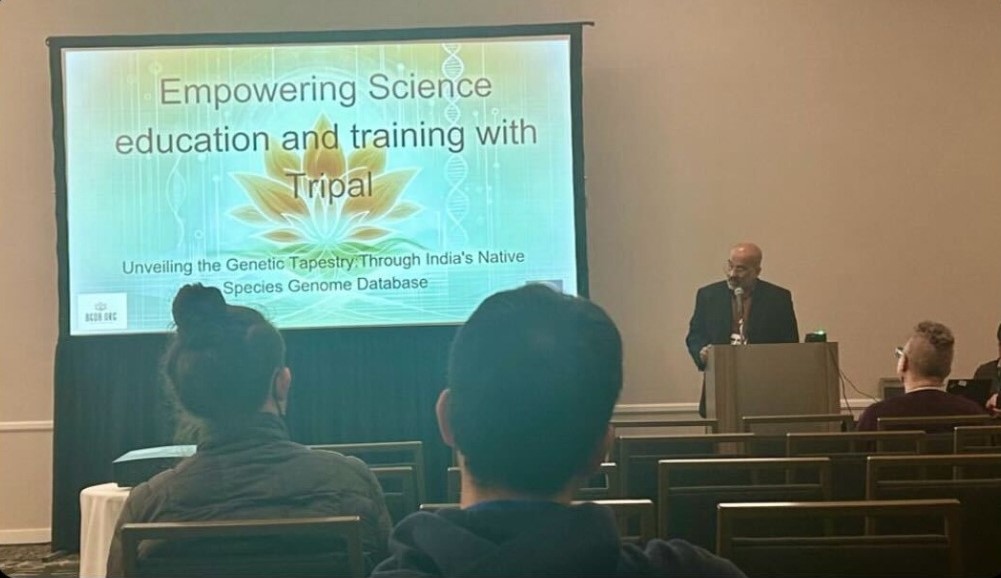 Empowering Science
education and training with
Tripal
Unveiling the Genetic Tapestry:Through India's Native
Species Genome Database